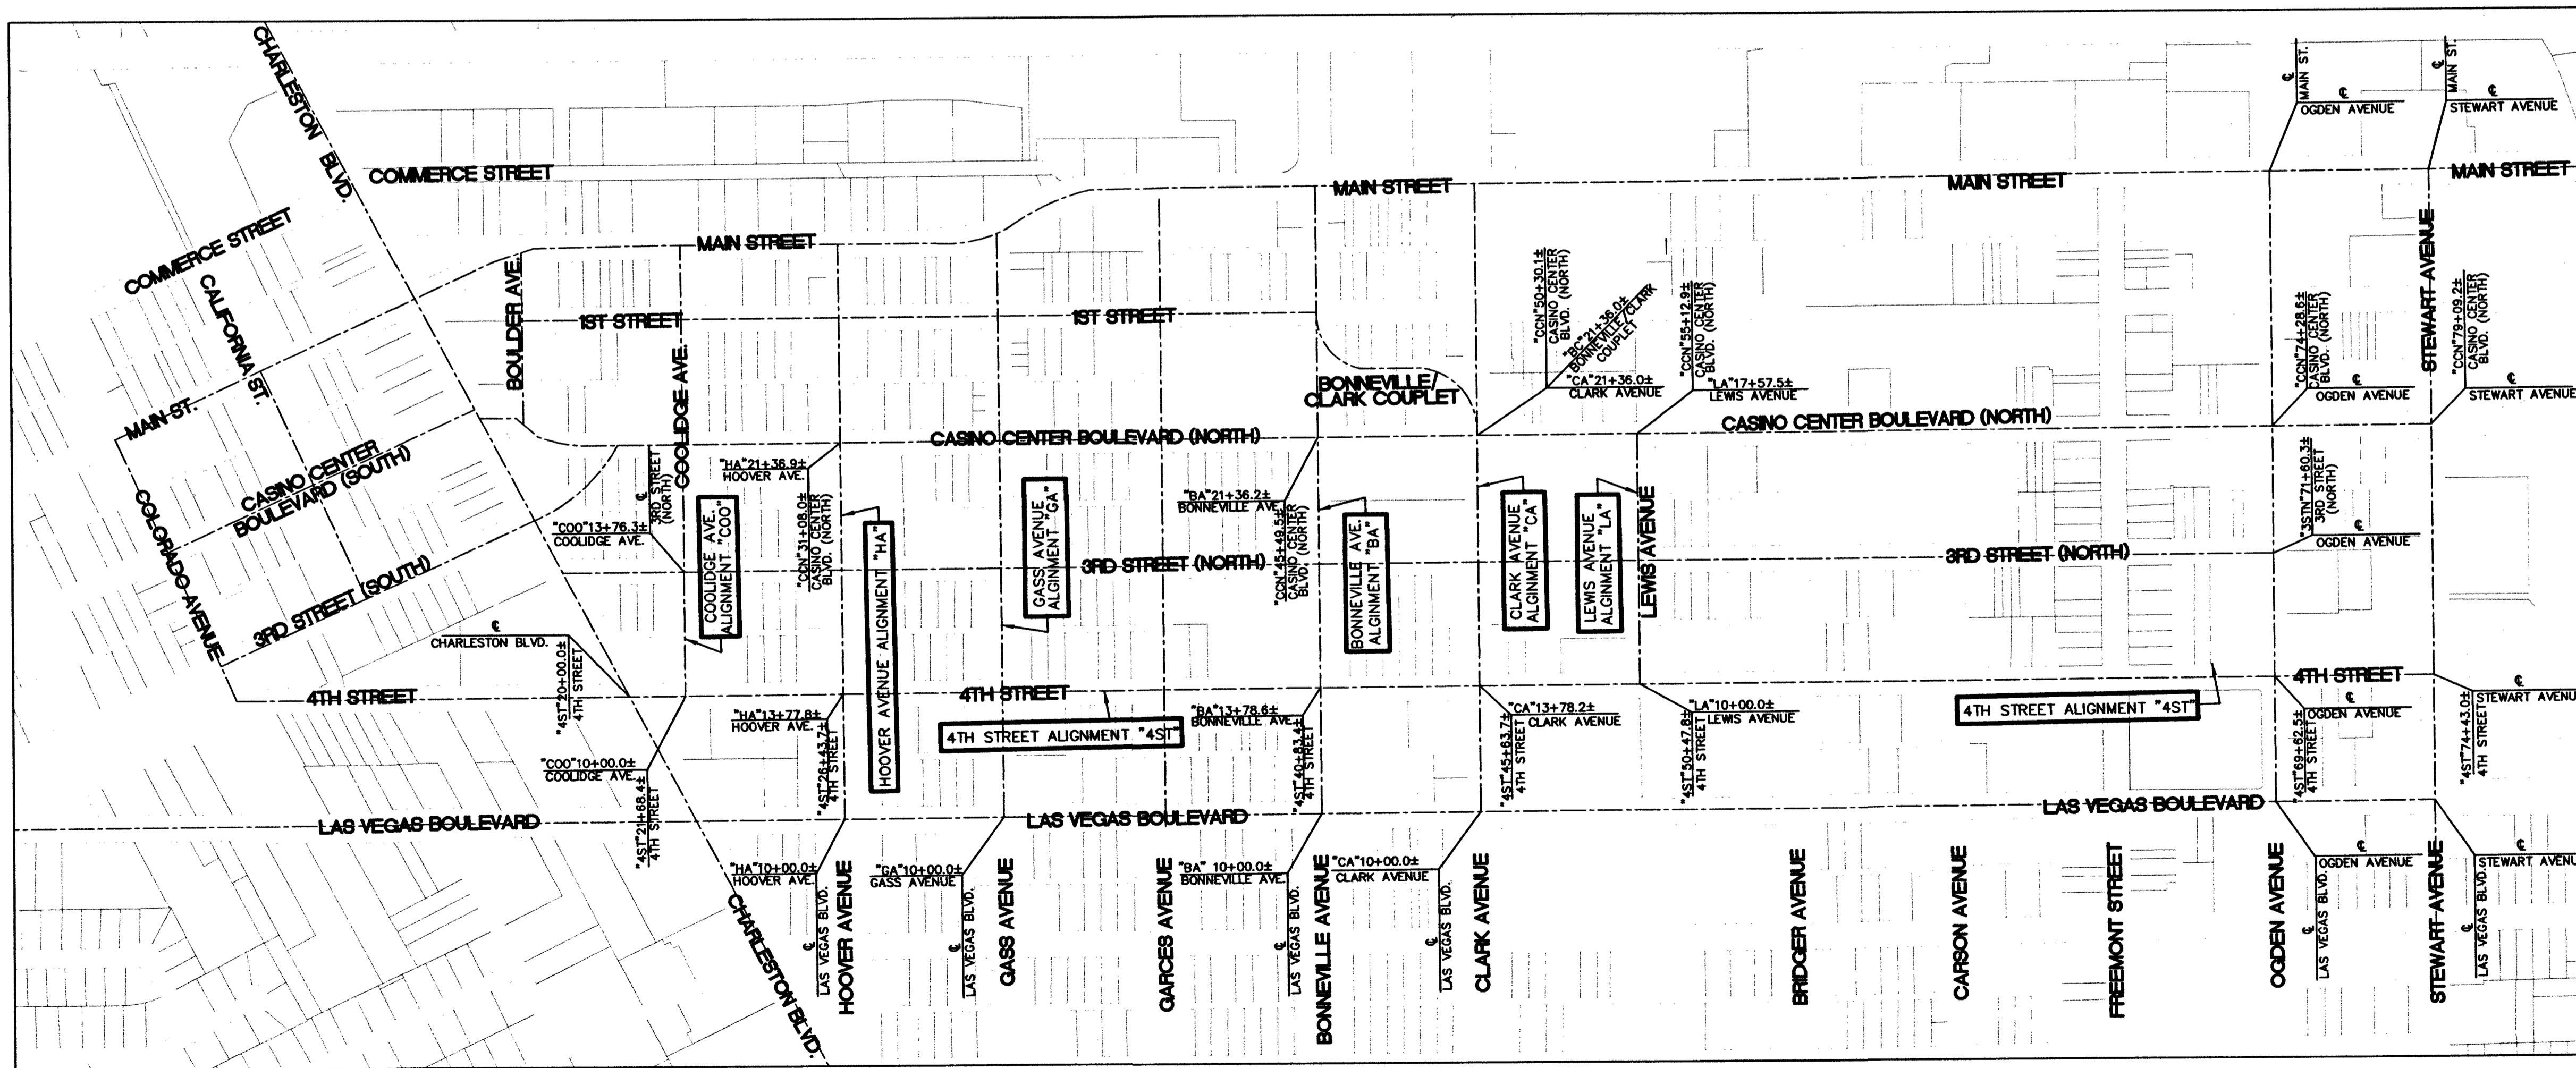 CHARLESTON BLVD.
COMMERCE STREET
COMMERCE STREET
CALIFORNIA ST.
MAIN ST.
CASINO CENTER
BOULEVARD (SOUTH)
COLORADO AVENUE
3RD STREET (SOUTH)
BOULDER AVE.
MAIN STREET
1ST STREET
1ST STREET
COOLIDGE AVE.
MAIN STREET
MAIN STREET
MAIN STREET
℄
MAIN ST.
℄
OGDEN AVENUE
℄
MAIN ST.
℄
STEWART AVENUE
BONNEVILLE/
CLARK COUPLET
"CCN"50+30.1±
CASINO CENTER
BLVD. (NORTH)
"BC"21+36.0±
BONNEVILLE/CLARK
COUPLET
"CA"21+36.0±
CLARK AVENUE
"CCN"55+12.9±
CASINO CENTER
BLVD. (NORTH)
"LA"17+57.5±
LEWIS AVENUE
"CCN"74+28.6±
CASINO CENTER
BLVD. (NORTH)
℄
OGDEN AVENUE
STEWART AVENUE
"CCN"79+09.2±
CASINO CENTER
BLVD. (NORTH)
℄
STEWART AVENUE
CASINO CENTER BOULEVARD (NORTH)
CASINO CENTER BOULEVARD (NORTH)
℄
3RD STREET
(NORTH)
"COO"13+76.3±
COOLIDGE AVE.
COOLIDGE AVE.
ALIGNMENT "COO"
"HA"21+36.9±
HOOVER AVE.
"CCN"31+08.0±
CASINO CENTER
BLVD. (NORTH)
HOOVER AVENUE ALIGNMENT "HA"
GASS AVENUE
ALGINMENT "GA"
"BA"21+36.2±
BONNEVILLE AVE.
"CCN"45+49.5±
CASINO CENTER
BLVD. (NORTH)
BONNEVILLE AVE.
ALGINMENT "BA"
CLARK AVENUE
ALGINMENT "CA"
LEWIS AVENUE
ALGINMENT "LA"
LEWIS AVENUE
3RD STREET (NORTH)
3RD STREET (NORTH)
"3STN"71+60.3±
3RD STREET
(NORTH)
℄
OGDEN AVENUE
℄
CHARLESTON BLVD.
"4ST"20+00.0±
4TH STREET
4TH STREET
4TH STREET
4TH STREET
"COO"10+00.0±
COOLIDGE AVE.
"4ST"21+68.4±
4TH STREET
"HA"13+77.8±
HOOVER AVE.
"4ST"26+43.7±
4TH STREET
4TH STREET ALIGNMENT "4ST"
"BA"13+78.6±
BONNEVILLE AVE.
"4ST"40+83.4±
4TH STREET
"CA"13+78.2±
CLARK AVENUE
"4ST"45+63.7±
4TH STREET
"LA"10+00.0±
LEWIS AVENUE
"4ST"50+47.8±
4TH STREET
4TH STREET ALIGNMENT "4ST"
℄
OGDEN AVENUE
"4ST"69+62.5±
4TH STREET
℄
STEWART AVENUE
"4ST"74+43.0±
4TH STREET
LAS VEGAS BOULEVARD
LAS VEGAS BOULEVARD
LAS VEGAS BOULEVARD
CHARLESTON BLVD.
"HA"10+00.0±
HOOVER AVE.
℄
LAS VEGAS BLVD.
HOOVER AVENUE
"GA"10+00.0±
GASS AVENUE
℄
LAS VEGAS BLVD.
GASS AVENUE
GARCES AVENUE
"BA" 10+00.0±
BONNEVILLE AVE.
℄
LAS VEGAS BLVD.
BONNEVILLE AVENUE
"CA"10+00.0±
CLARK AVENUE
℄
LAS VEGAS BLVD.
CLARK AVENUE
BRIDGER AVENUE
CARSON AVENUE
FREEMONT STREET
OGDEN AVENUE
℄
OGDEN AVENUE
℄
LAS VEGAS BLVD.
STEWART AVENUE
℄
STEWART AVENUE
℄
LAS VEGAS BLVD.